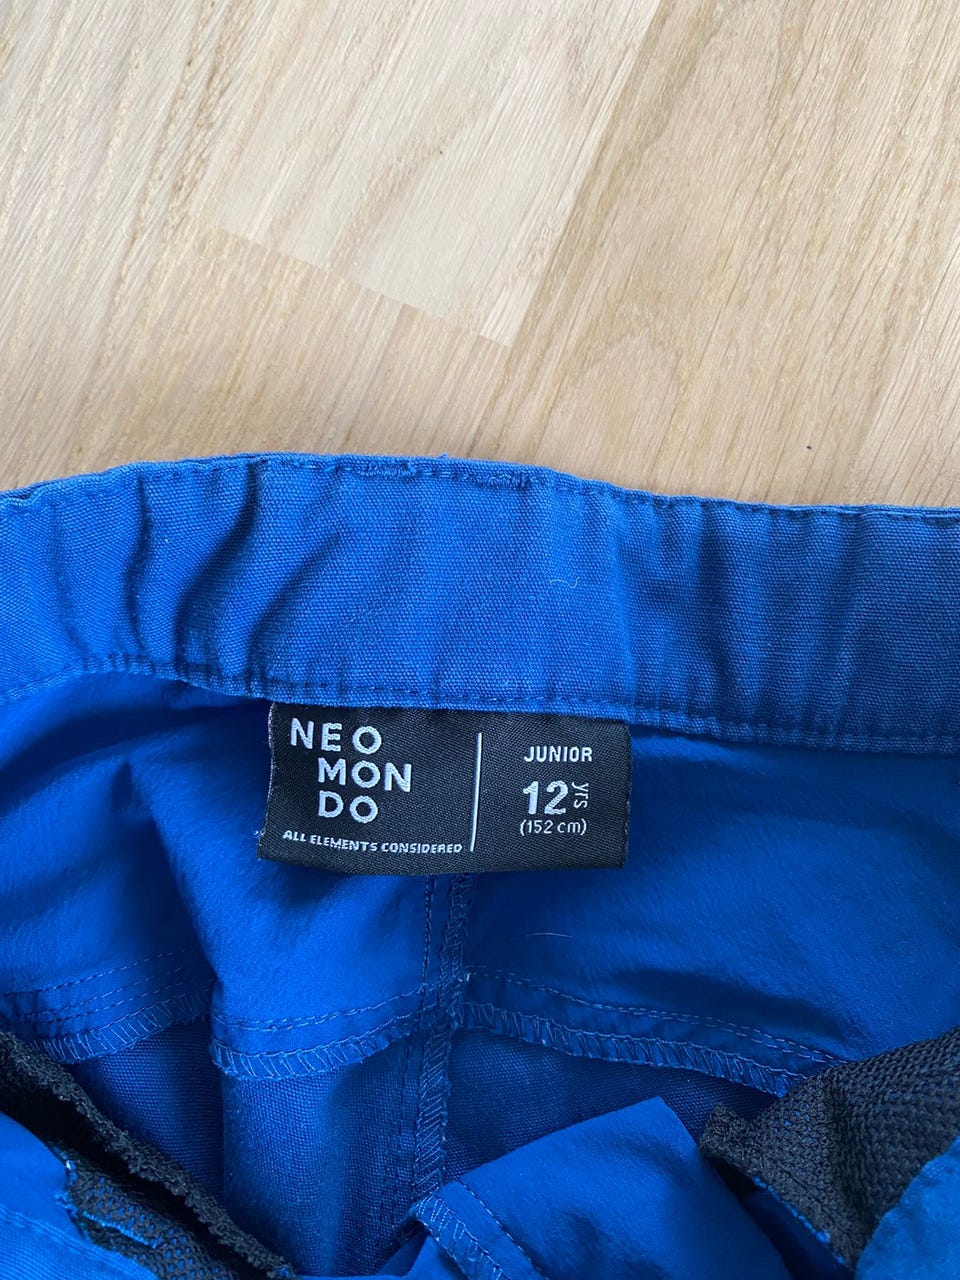 NEO
MON
DO
ALL ELEMENTS CONSIDERED
JUNIOR
12 YRS
(152 cm)